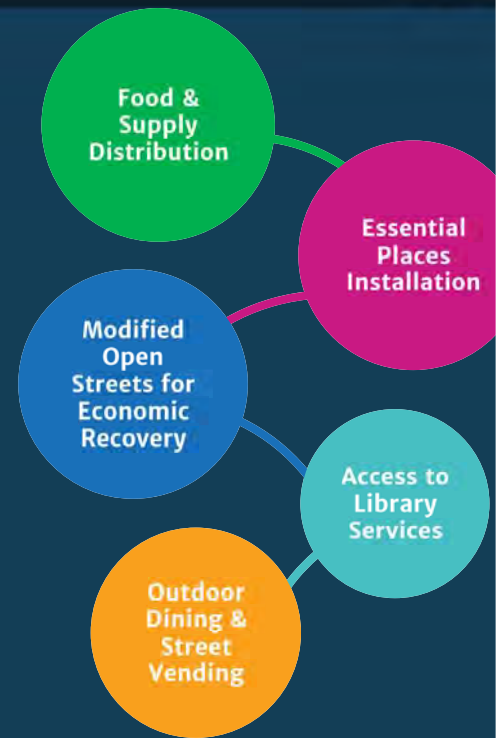 Food &
Supply
Distribution
Essential
Places
Installation
Modified
Open
Streets for
Economic
Recovery
Access to
Library
Services
Outdoor
Dining &
Street
Vending